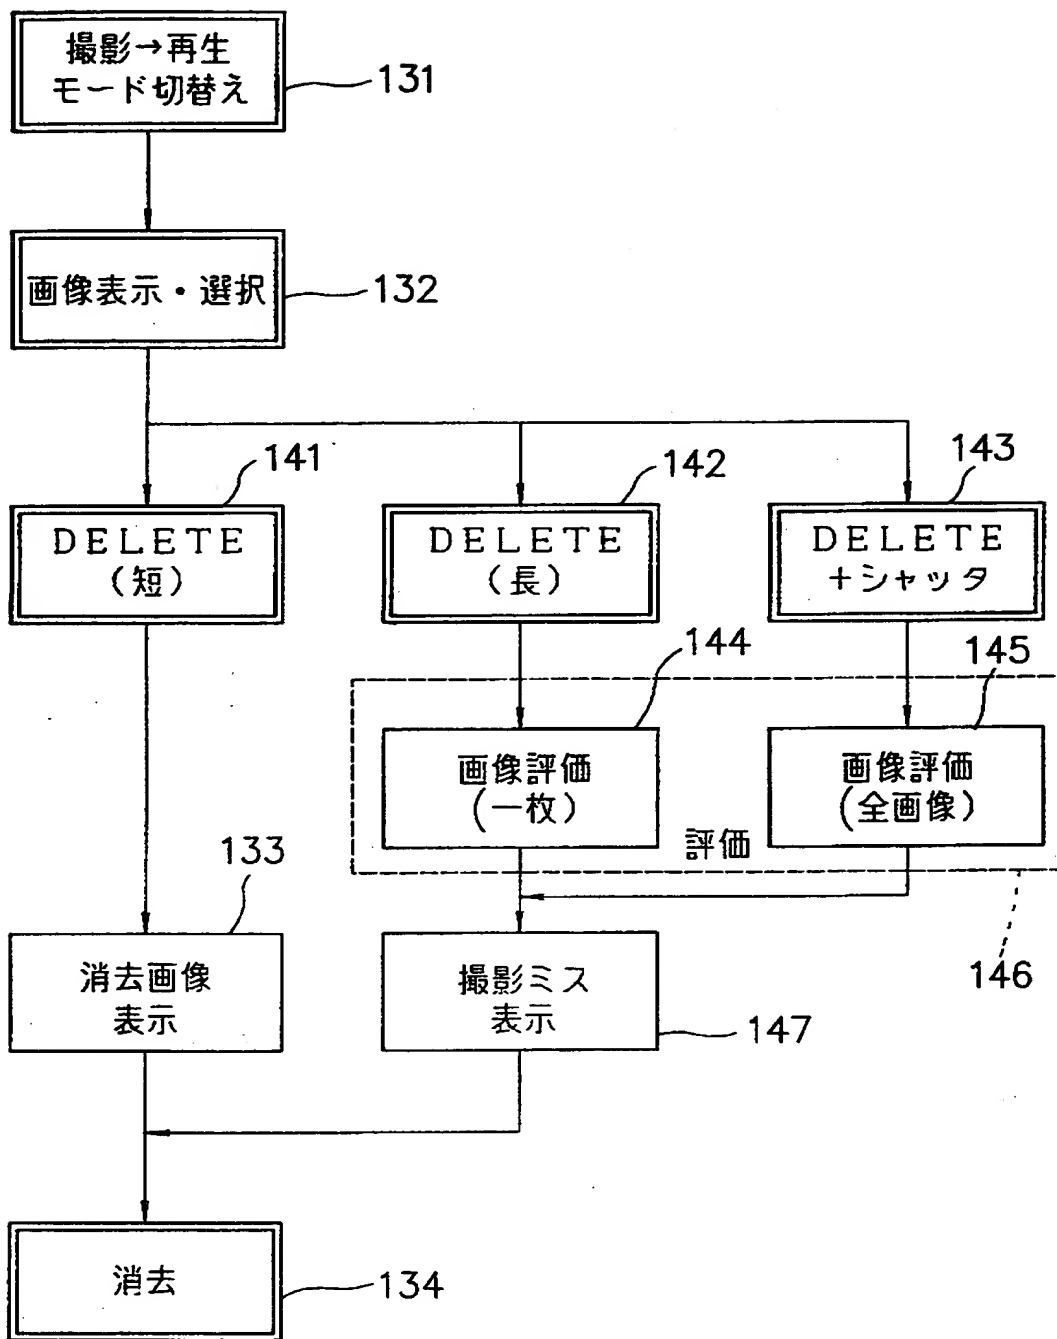 撮影→再生
モード切替え
131
画像表示・選択
132
141
142
143
DELETE
(短)
DELETE
(長)
DELETE
+シャッタ
144
145
画像評価
(一枚)
画像評価
(全画像)
評価
133
146
消去画像
表示
撮影ミス
表示
147
消去
134